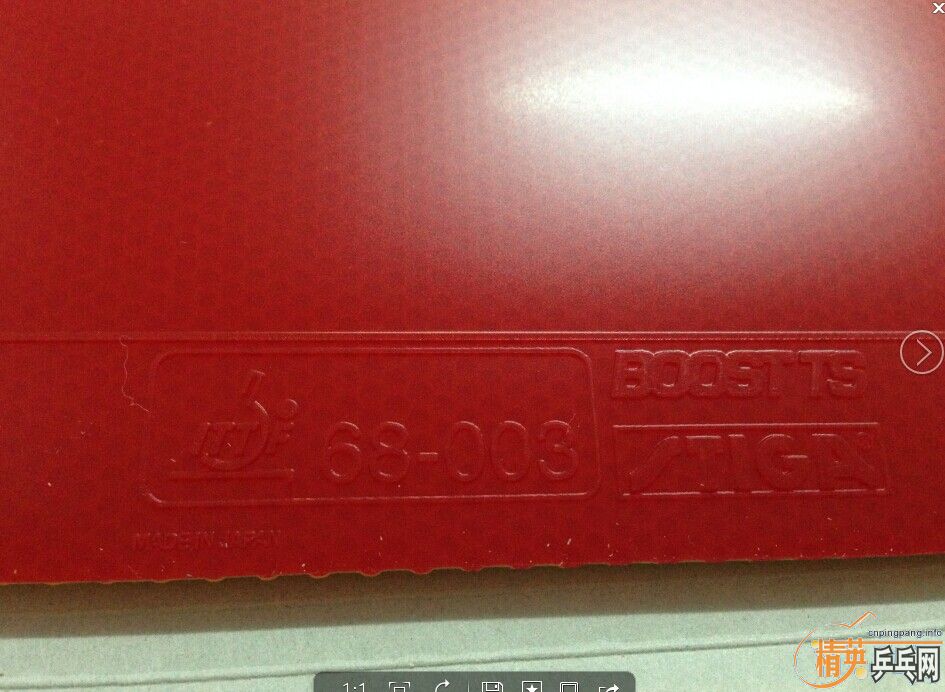 BOOST TS
ITTF 68-003
STIGA
MADE IN JAPAN
cnpingpang.info
精英乒乓网
1:1